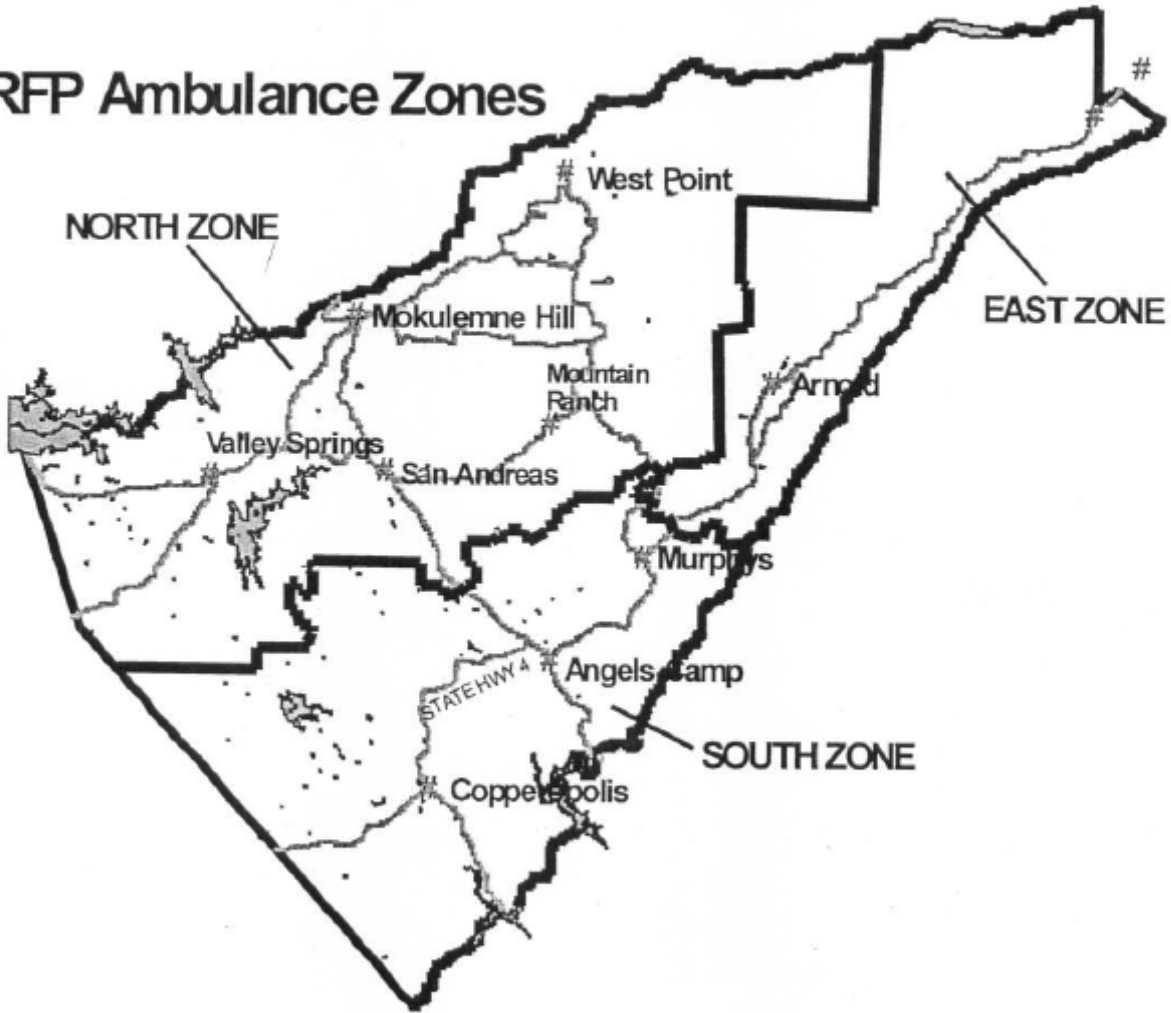 RFP Ambulance Zones
#
#
# West Point
NORTH ZONE
EAST ZONE
# Mokulemne Hill
Mountain
Ranch
#
# Arnold
Valley Springs
#
# San Andreas
# Murphys
# Angels Camp
STATE HWY 4
SOUTH ZONE
# Copperopolis